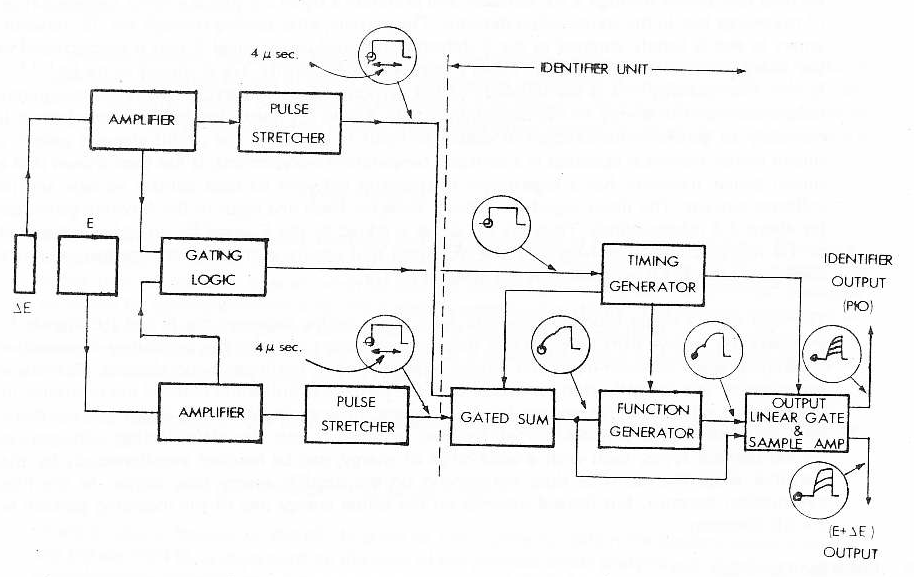 4 μ sec.
IDENTIFIER UNIT
AMPLIFIER
PULSE
STRETCHER
E
ΔE
GATING
LOGIC
TIMING
GENERATOR
IDENTIFIER
OUTPUT
(PIO)
4 μ sec.
AMPLIFIER
PULSE
STRETCHER
GATED SUM
FUNCTION
GENERATOR
OUTPUT
LINEAR GATE
&
SAMPLE AMP
(E+ΔE)
OUTPUT